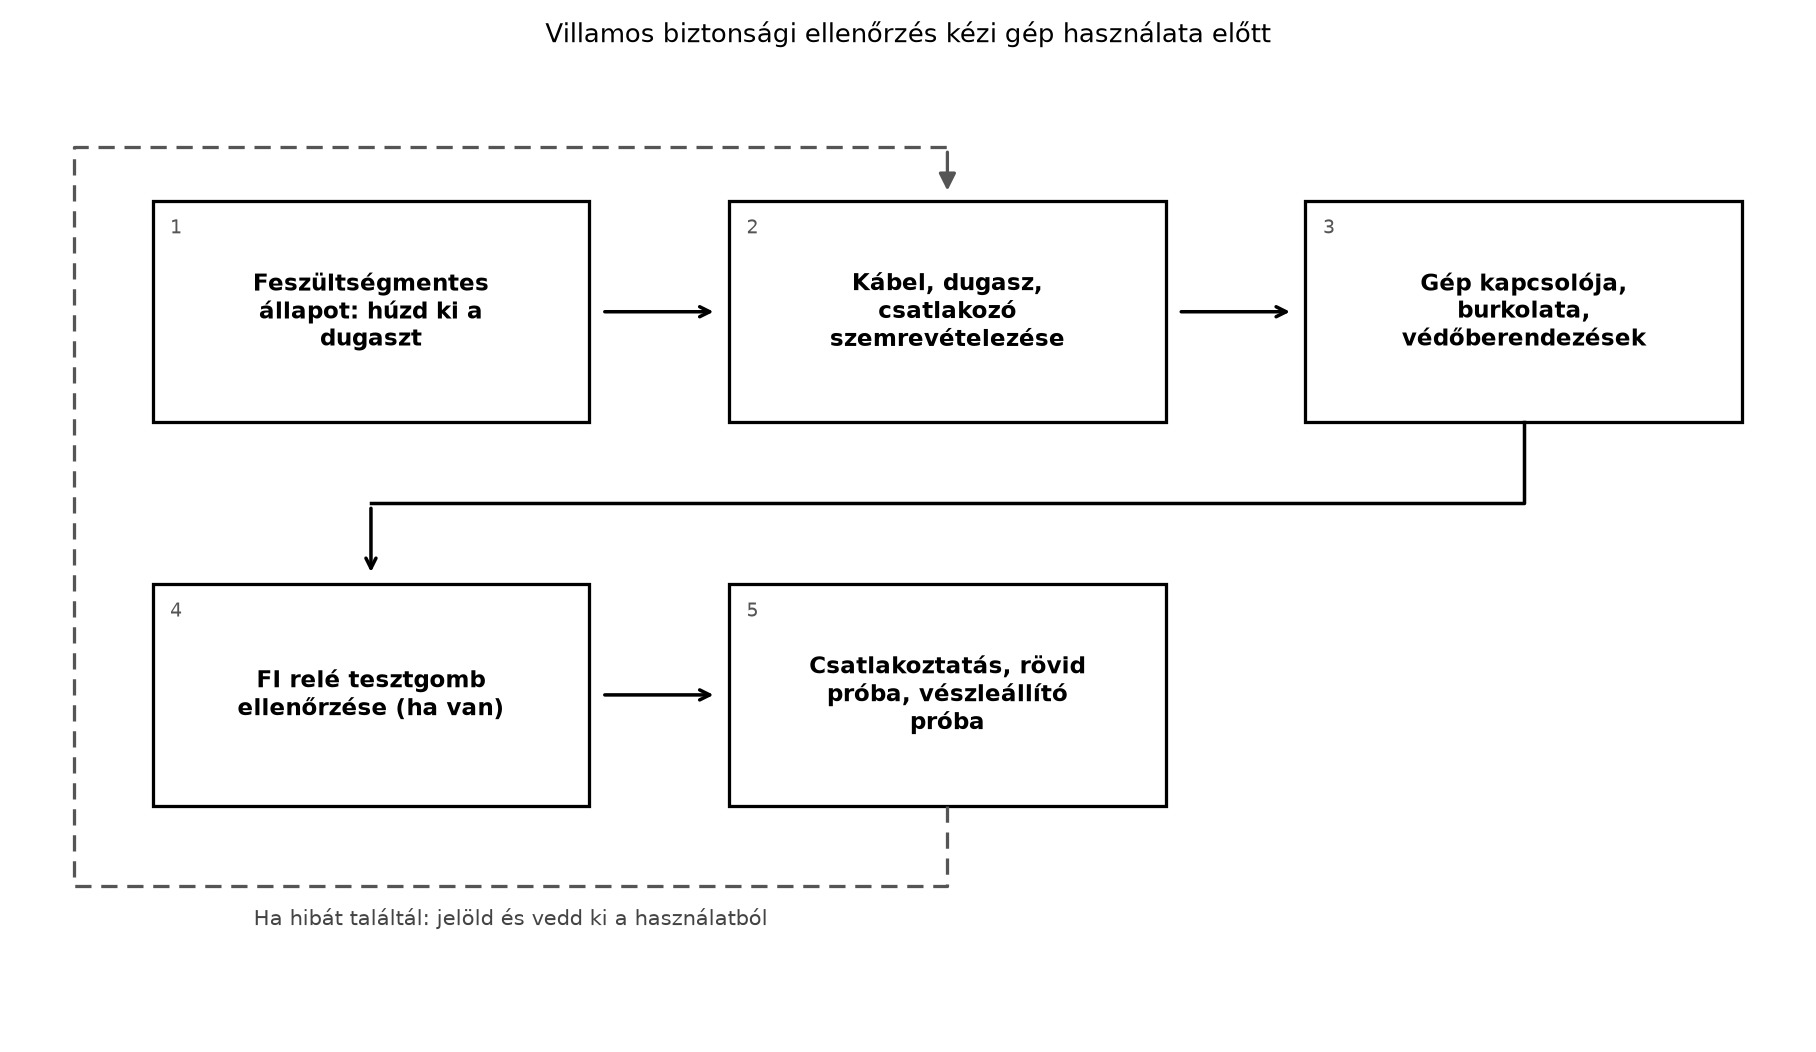 Villamos biztonsági ellenőrzés kézi gép használata előtt
1
Feszültségmentes
állapot: húzd ki a
dugaszt
2
Kábel, dugasz,
csatlakozó
szemrevételezése
3
Gép kapcsolója,
burkolata,
védőberendezések
4
FI relé tesztgomb
ellenőrzése (ha van)
5
Csatlakoztatás, rövid
próba, vészleállító
próba
Ha hibát találtál: jelöld és vedd ki a használatból